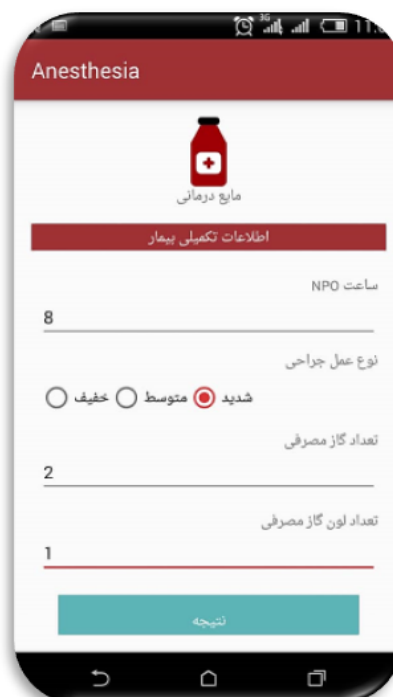 3G
Anesthesia
مایع درمانی
اطلاعات تکمیلی بیمار
ساعت NPO
8
نوع عمل جراحی
شدید متوسط خفیف
تعداد گاز مصرفی
2
تعداد لون گاز مصرفی
1
نتیجه